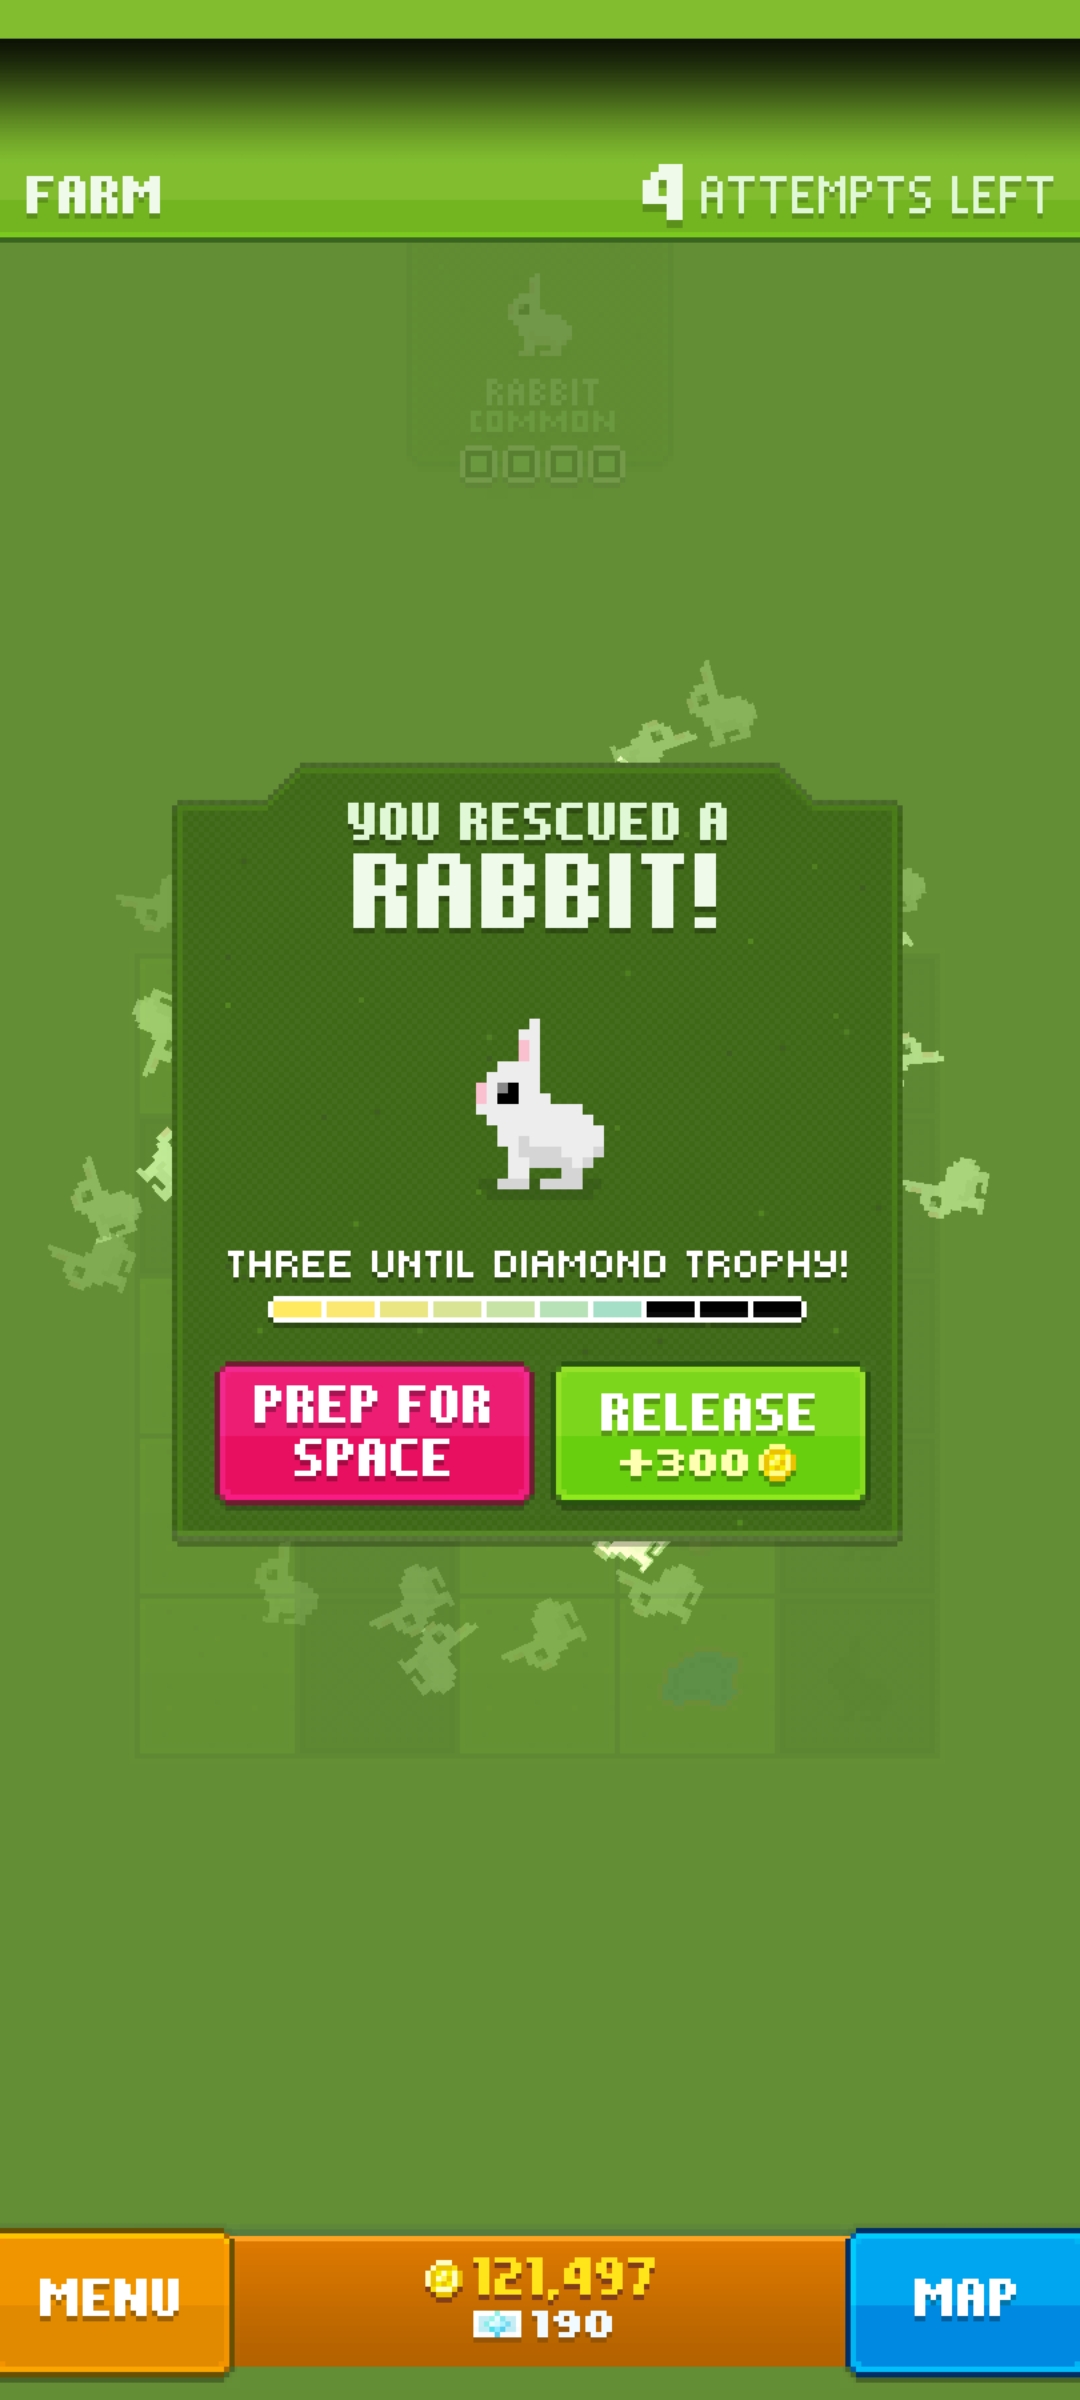 FARM
9 ATTEMPTS LEFT
RABBIT
COMMON
YOU RESCUED A
RABBIT!
THREE UNTIL DIAMOND TROPHY!
PREP FOR
SPACE
RELEASE
+300
MENU
121,497
190
MAP